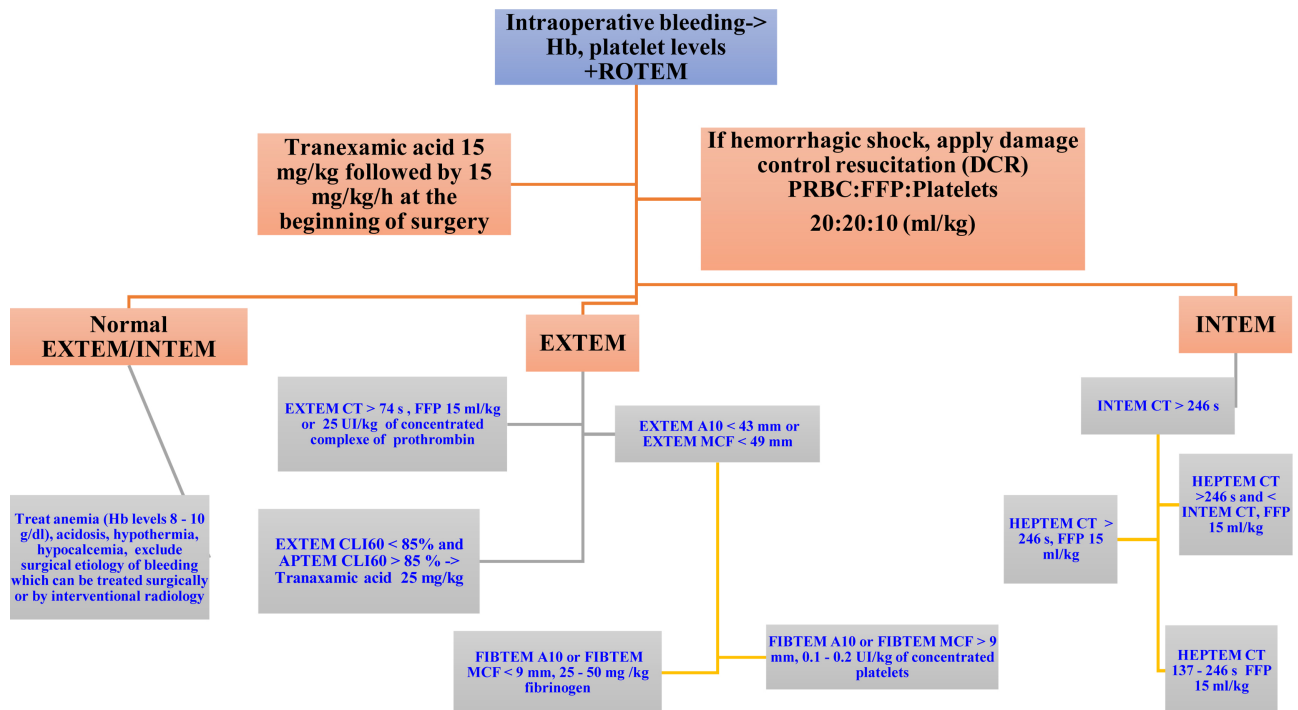 Intraoperative bleeding->
Hb, platelet levels
+ROTEM
Tranexamic acid 15
mg/kg followed by 15
mg/kg/h at the
beginning of surgery
If hemorrhagic shock, apply damage
control resucitation (DCR)
PRBC:FFP:Platelets
20:20:10 (ml/kg)
Normal
EXTEM/INTEM
EXTEM
INTEM
EXTEM CT > 74 s , FFP 15 ml/kg
or 25 UI/kg of concentrated
complexe of prothrombin
EXTEM A10 < 43 mm or
EXTEM MCF < 49 mm
INTEM CT > 246 s
Treat anemia (Hb levels 8 - 10
g/dl), acidosis, hypothermia,
hypocalcemia, exclude
surgical etiology of bleeding
which can be treated surgically
or by interventional radiology
EXTEM CLI60 < 85% and
APTEM CLI60 > 85 % ->
Tranaxamic acid 25 mg/kg
HEPTEM CT >
246 s, FFP 15
ml/kg
HEPTEM CT
>246 s and <
INTEM CT, FFP
15 ml/kg
FIBTEM A10 or FIBTEM
MCF < 9 mm, 25 - 50 mg /kg
fibrinogen
FIBTEM A10 or FIBTEM MCF > 9
mm, 0.1 - 0.2 UI/kg of concentrated
platelets
HEPTEM CT
137 - 246 s FFP
15 ml/kg